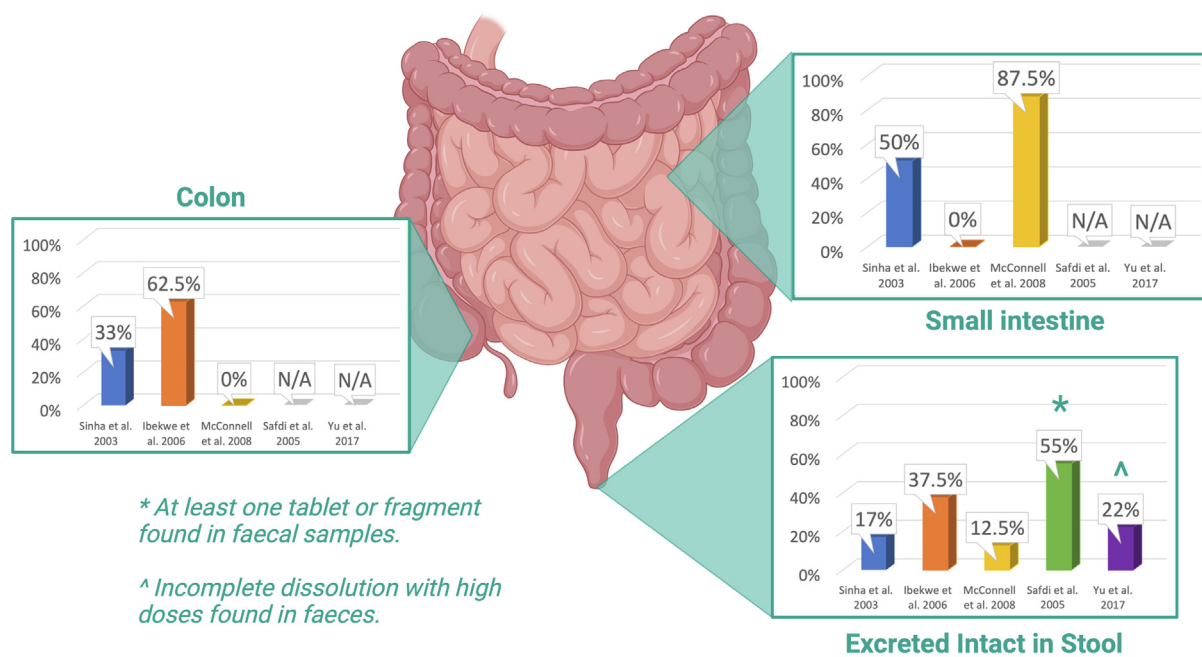 Colon
100%
80%
60%
40%
20%
0%
33%
62.5%
0%
N/A
N/A
Sinha et al.
2003
Ibekwe et
al. 2006
McConnell
et al. 2008
Safdi et al.
2005
Yu et al.
2017
100%
80%
60%
40%
20%
0%
50%
0%
87.5%
N/A
N/A
Sinha et al.
2003
Ibekwe et
al. 2006
McConnell
et al. 2008
Safdi et al.
2005
Yu et al.
2017
Small intestine
100%
80%
60%
40%
20%
0%
17%
37.5%
12.5%
*
55%
^
22%
Sinha et al.
2003
Ibekwe et
al. 2006
McConnell
et al. 2008
Safdi et al.
2005
Yu et al.
2017
Excreted Intact in Stool
* At least one tablet or fragment
found in faecal samples.
^ Incomplete dissolution with high
doses found in faeces.